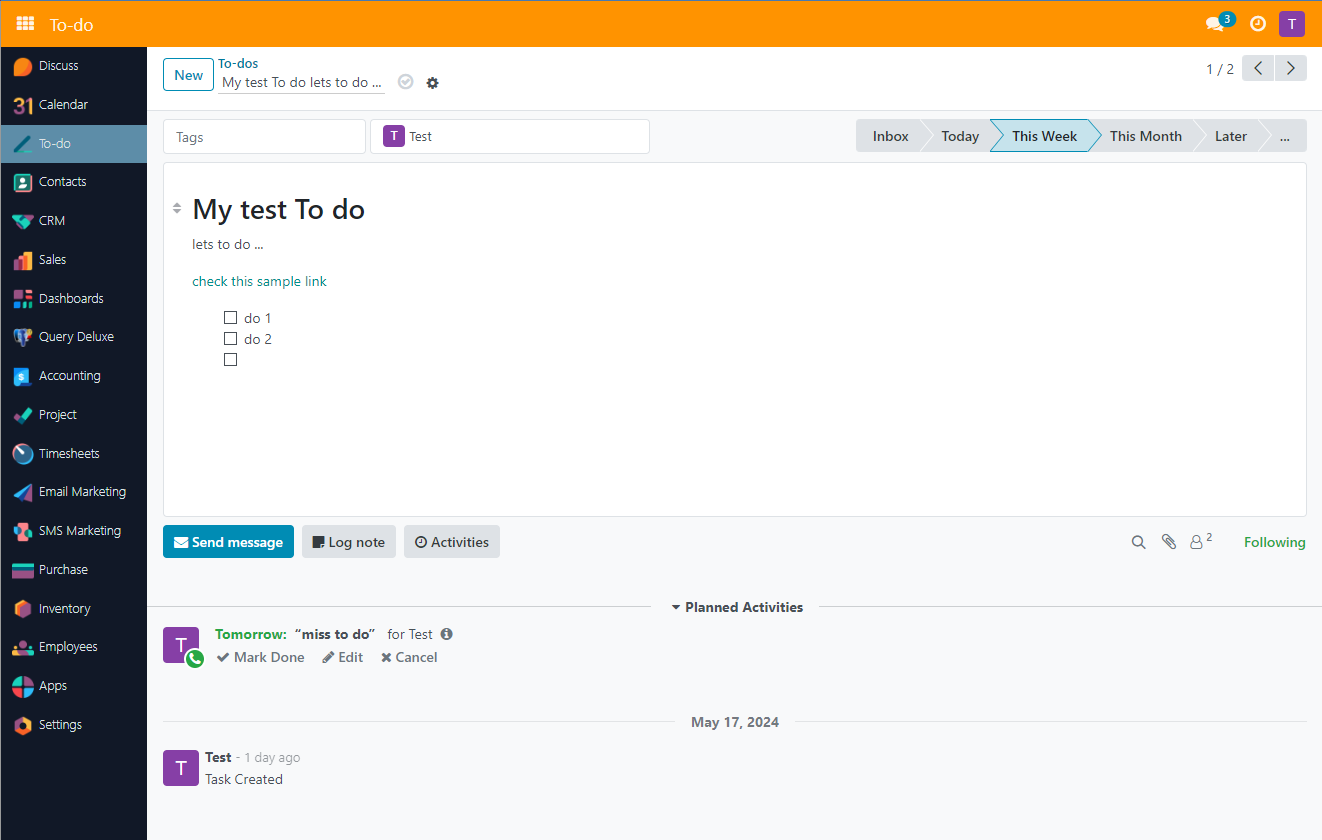 To-do
3
T
Discuss
Calendar
To-do
Contacts
CRM
Sales
Dashboards
Query Deluxe
Accounting
Project
Timesheets
Email Marketing
SMS Marketing
Purchase
Inventory
Employees
Apps
Settings
New
To-dos
My test To do lets to do ...
1 / 2
Tags
T Test
Inbox Today This Week This Month Later ...
My test To do
lets to do ...
check this sample link
do 1
do 2
Send message Log note Activities
2 Following
Planned Activities
T
Tomorrow: “miss to do” for Test
Mark Done Edit Cancel
May 17, 2024
T
Test - 1 day ago
Task Created
31
$